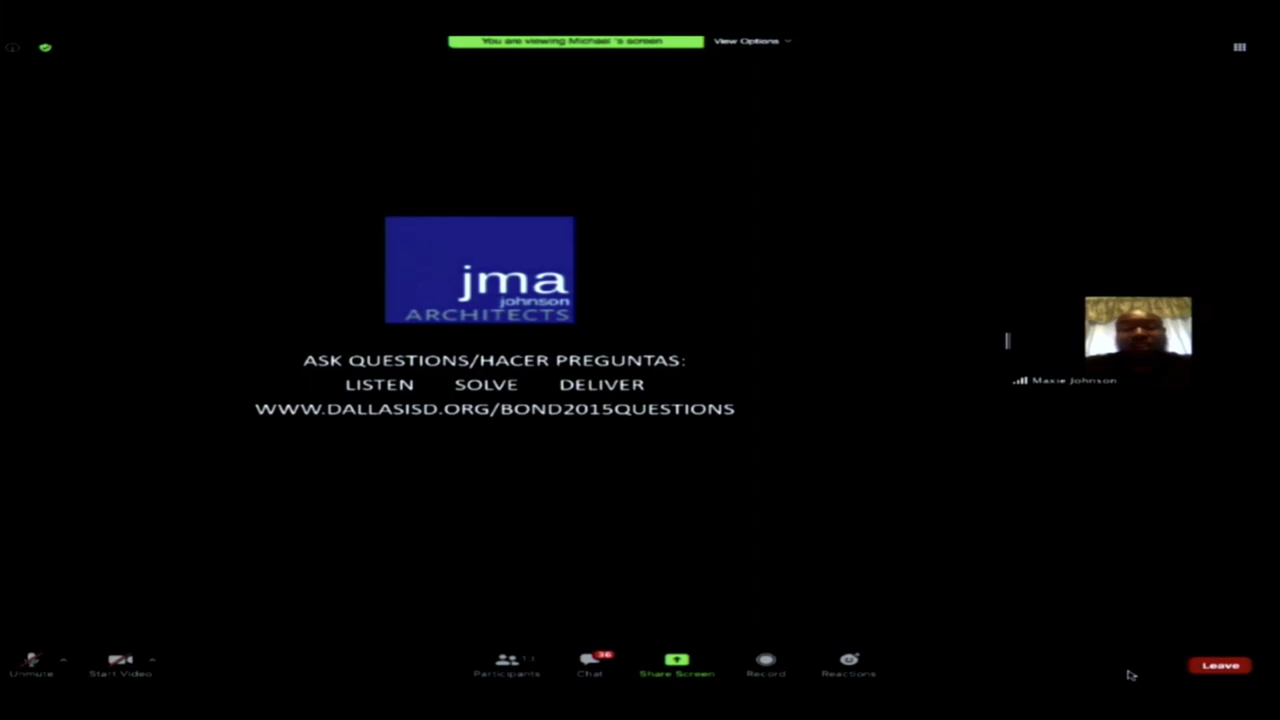 You are viewing Michael 's screen View Options
jma
johnson
ARCHITECTS
ASK QUESTIONS/HACER PREGUNTAS:
LISTEN SOLVE DELIVER
WWW.DALLASISD.ORG/BOND2015QUESTIONS
Maxie Johnson
Unmute
Start Video
Participants
36
Chat
Share Screen
Record
Reactions
Leave